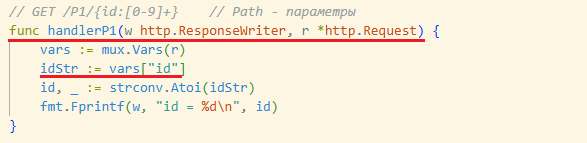 // GET /P1/{id:[0-9]+}    // Path - параметры
func handlerP1(w http.ResponseWriter, r *http.Request) {
    vars := mux.Vars(r)
    idStr := vars["id"]
    id, _ := strconv.Atoi(idStr)
    fmt.Fprintf(w, "id = %d\n", id)
}